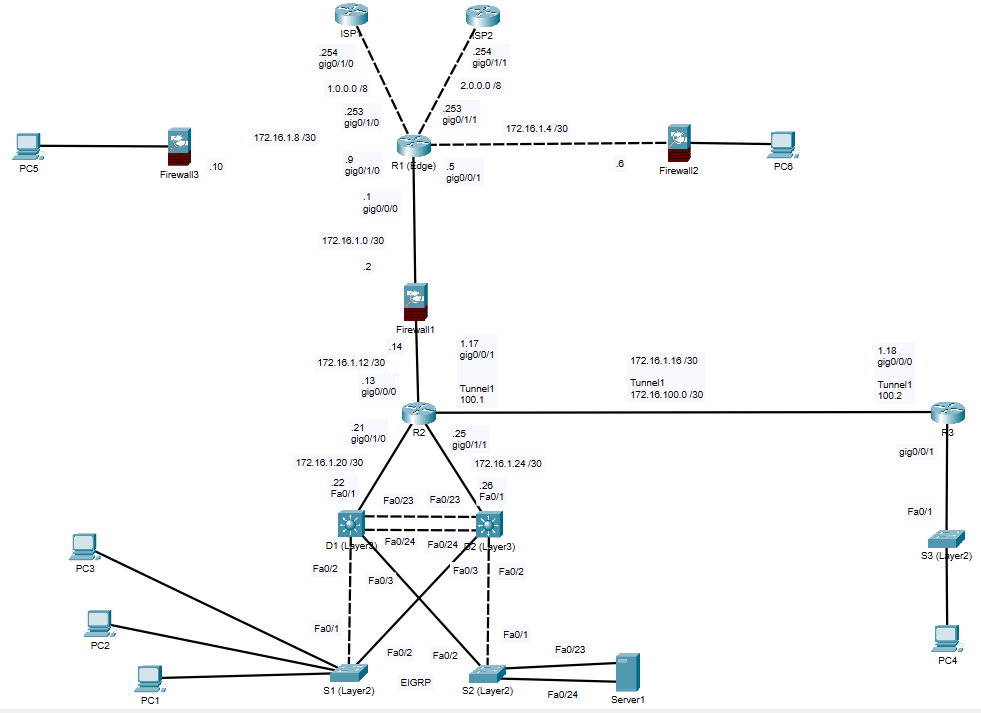 ISP
ISP2
.254
gig0/1/0
.254
gig0/1/1
1.0.0.0 /8
2.0.0.0 /8
.253
gig0/1/0
.253
gig0/1/1
172.16.1.8 /30
172.16.1.4 /30
PC5
Firewall3
.10
.9
gig0/1/0
R1 (Edge)
.5
gig0/0/1
.6
Firewall2
PC6
.1
gig0/0/0
172.16.1.0 /30
.2
Firewall1
.14
172.16.1.12 /30
.13
gig0/0/0
1.17
gig0/0/1
Tunnel1
100.1
172.16.1.16 /30
Tunnel1
172.16.100.0 /30
1.18
gig0/0/0
Tunnel1
100.2
R2
R3
.21
gig0/1/0
.25
gig0/1/1
gig0/0/1
172.16.1.20 /30
172.16.1.24 /30
.22
Fa0/1
.26
Fa0/1
Fa0/23
Fa0/23
Fa0/24
Fa0/24
D1 (Layer3)
D2 (Layer3)
Fa0/1
S3 (Layer2)
PC3
Fa0/2
Fa0/3
Fa0/3
Fa0/2
PC2
Fa0/1
Fa0/1
Fa0/2
Fa0/2
Fa0/23
PC4
EIGRP
PC1
S1 (Layer2)
S2 (Layer2)
Fa0/24
Server1